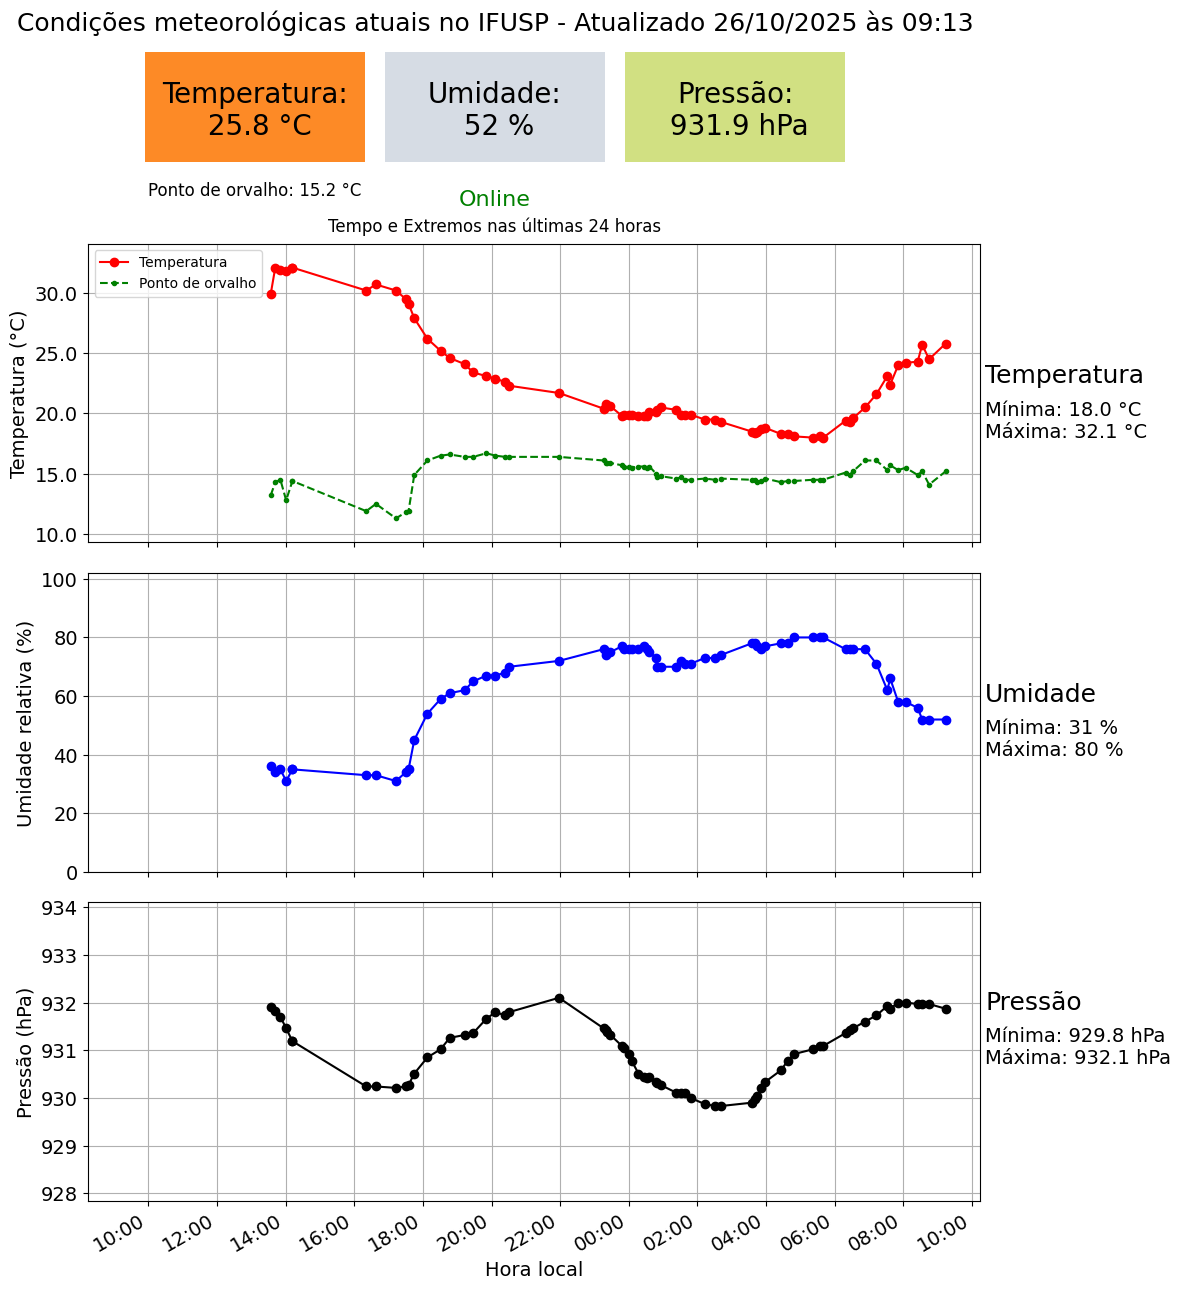 Condições meteorológicas atuais no IFUSP - Atualizado 26/10/2025 às 09:13
Temperatura:
25.8 °C
Umidade:
52 %
Pressão:
931.9 hPa
Ponto de orvalho: 15.2 °C
Online
Tempo e Extremos nas últimas 24 horas
Temperatura
Ponto de orvalho
Temperatura (°C)
30.0
25.0
20.0
15.0
10.0
Temperatura
Mínima: 18.0 °C
Máxima: 32.1 °C
Umidade relativa (%)
100
80
60
40
20
0
Umidade
Mínima: 31 %
Máxima: 80 %
Pressão (hPa)
934
933
932
931
930
929
928
Pressão
Mínima: 929.8 hPa
Máxima: 932.1 hPa
10:00
12:00
14:00
16:00
18:00
20:00
22:00
00:00
02:00
04:00
06:00
08:00
10:00
Hora local